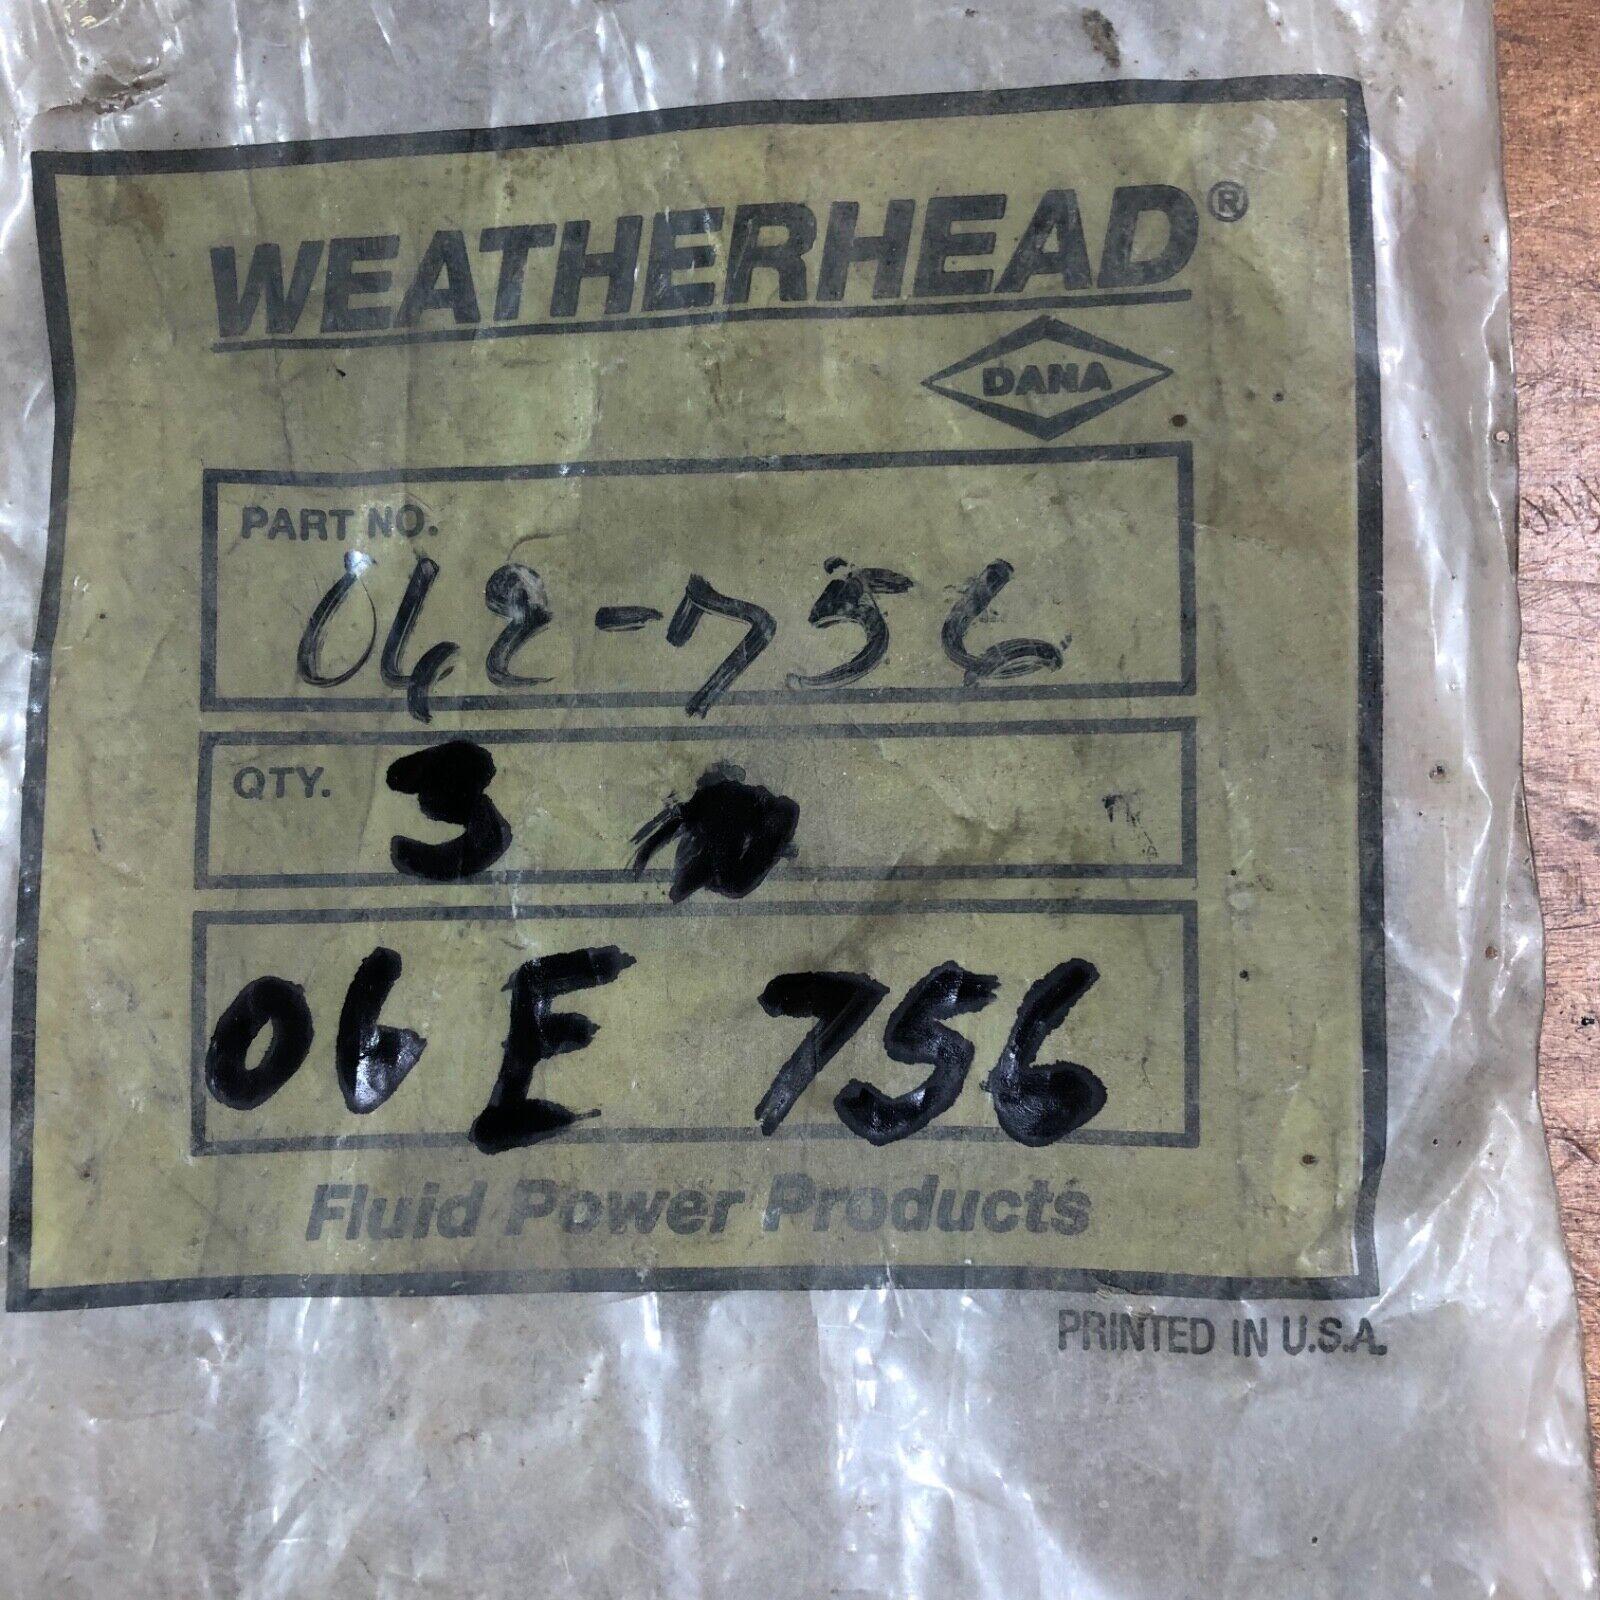 WEATHERHEAD®
DANA
PART NO.
06E-756
QTY. 3
06E 756
Fluid Power Products
PRINTED IN U.S.A.